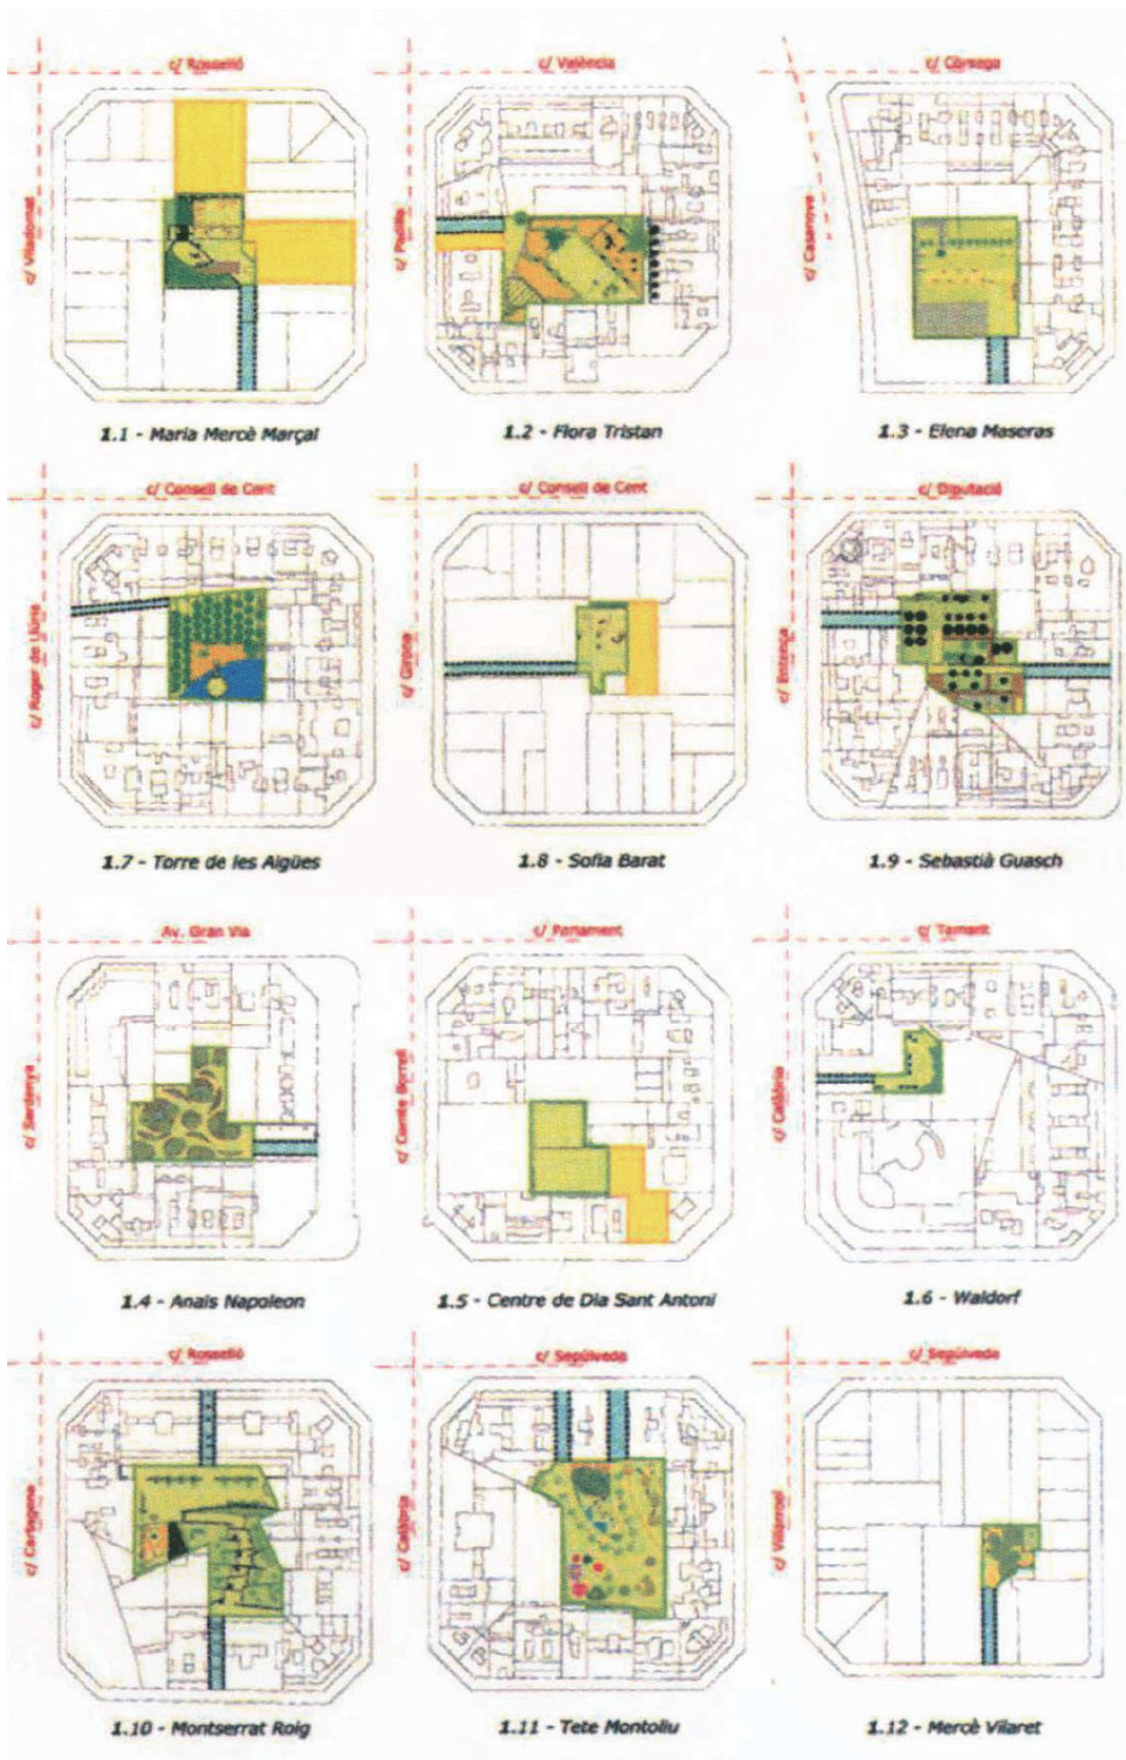 c/ Rosselló
c/ Viladomat
1.1 - Maria Mercè Marçal
c/ València
c/ Padilla
1.2 - Flora Tristan
c/ Còrsega
c/ Casanova
1.3 - Elena Maseras
c/ Consell de Cent
c/ Roger de Llúria
1.7 - Torre de les Aigües
c/ Consell de Cent
c/ Girona
1.8 - Sofia Barat
c/ Diputació
c/ Entença
1.9 - Sebastià Guasch
Av. Gran Via
c/ Sardenya
1.4 - Anaïs Napoleon
c/ Parlament
c/ Comte Borrell
1.5 - Centre de Dia Sant Antoni
c/ Tamarit
c/ Calàbria
1.6 - Waldorf
c/ Rosselló
c/ Cartagena
1.10 - Montserrat Roig
c/ Sepúlveda
c/ Calàbria
1.11 - Tete Montoliu
c/ Sepúlveda
c/ Villarroel
1.12 - Mercè Vilaret